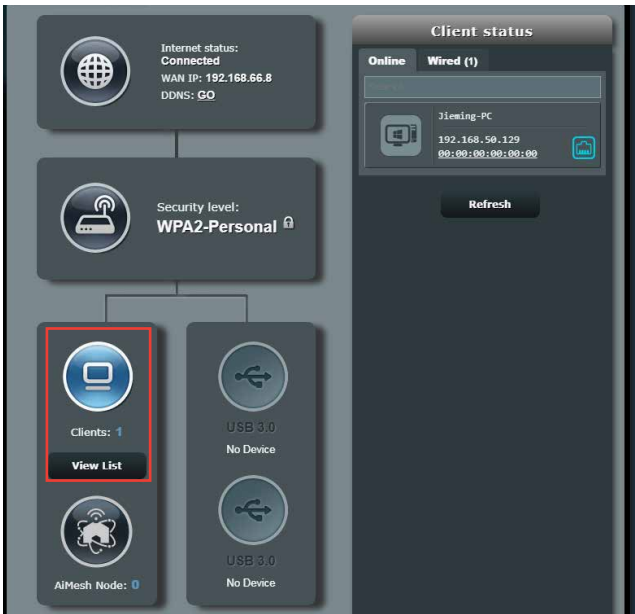 Internet status:
Connected
WAN IP: 192.168.66.8
DDNS: GO
Security level:
WPA2-Personal
Clients: 1
View List
AiMesh Node: 0
USB 3.0
No Device
USB 3.0
No Device
Client status
Online Wired (1)
Jieming-PC
192.168.50.129
00:00:00:00:00:00
Refresh